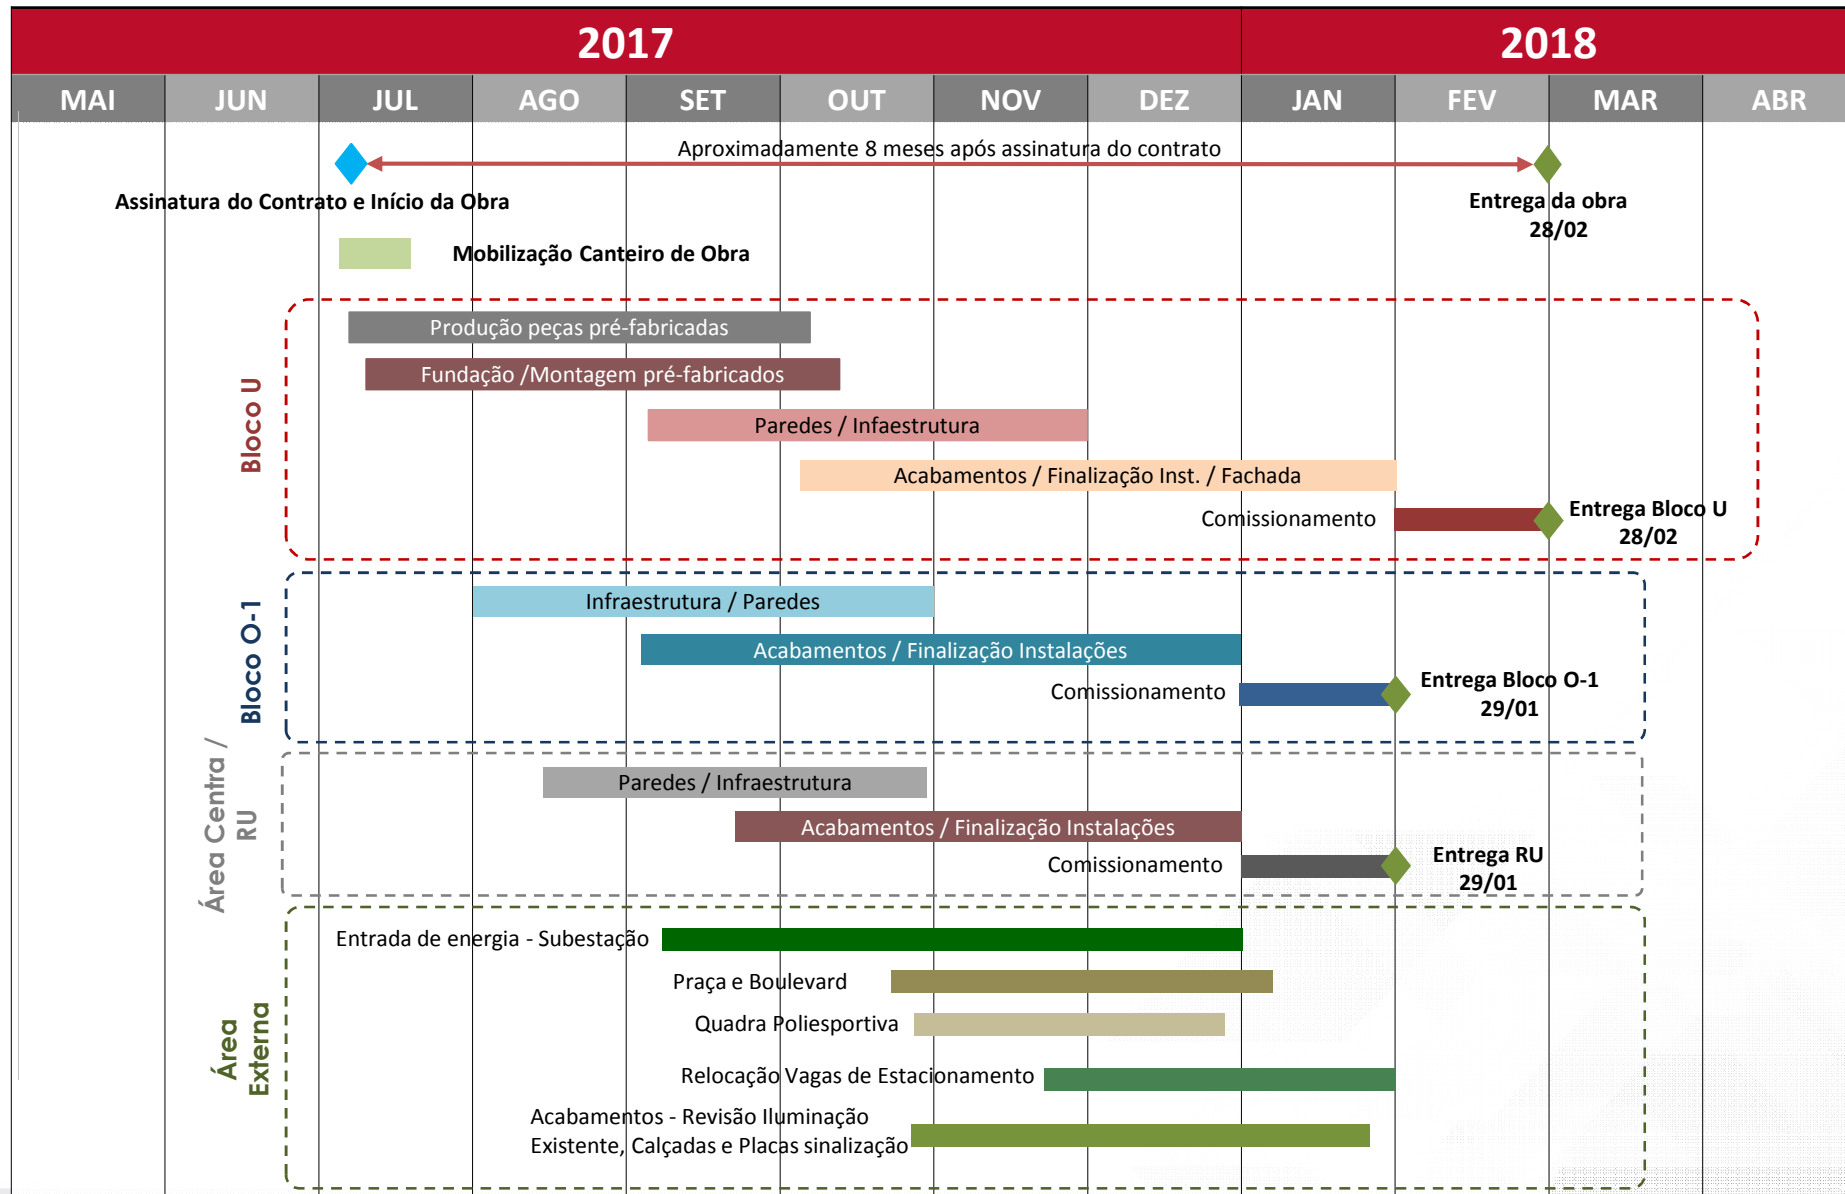 2017
2018
MAI
JUN
JUL
AGO
SET
OUT
NOV
DEZ
JAN
FEV
MAR
ABR
Aproximadamente 8 meses após assinatura do contrato
Assinatura do Contrato e Início da Obra
Entrega da obra
28/02
Mobilização Canteiro de Obra
Bloco U
Produção peças pré-fabricadas
Fundação /Montagem pré-fabricados
Paredes / Infaestrutura
Acabamentos / Finalização Inst. / Fachada
Comissionamento
Entrega Bloco U
28/02
Bloco O-1
Infraestrutura / Paredes
Acabamentos / Finalização Instalações
Comissionamento
Entrega Bloco O-1
29/01
Área Centra /
RU
Paredes / Infraestrutura
Acabamentos / Finalização Instalações
Comissionamento
Entrega RU
29/01
Área
Externa
Entrada de energia - Subestação
Praça e Boulevard
Quadra Poliesportiva
Relocação Vagas de Estacionamento
Acabamentos - Revisão Iluminação
Existente, Calçadas e Placas sinalização